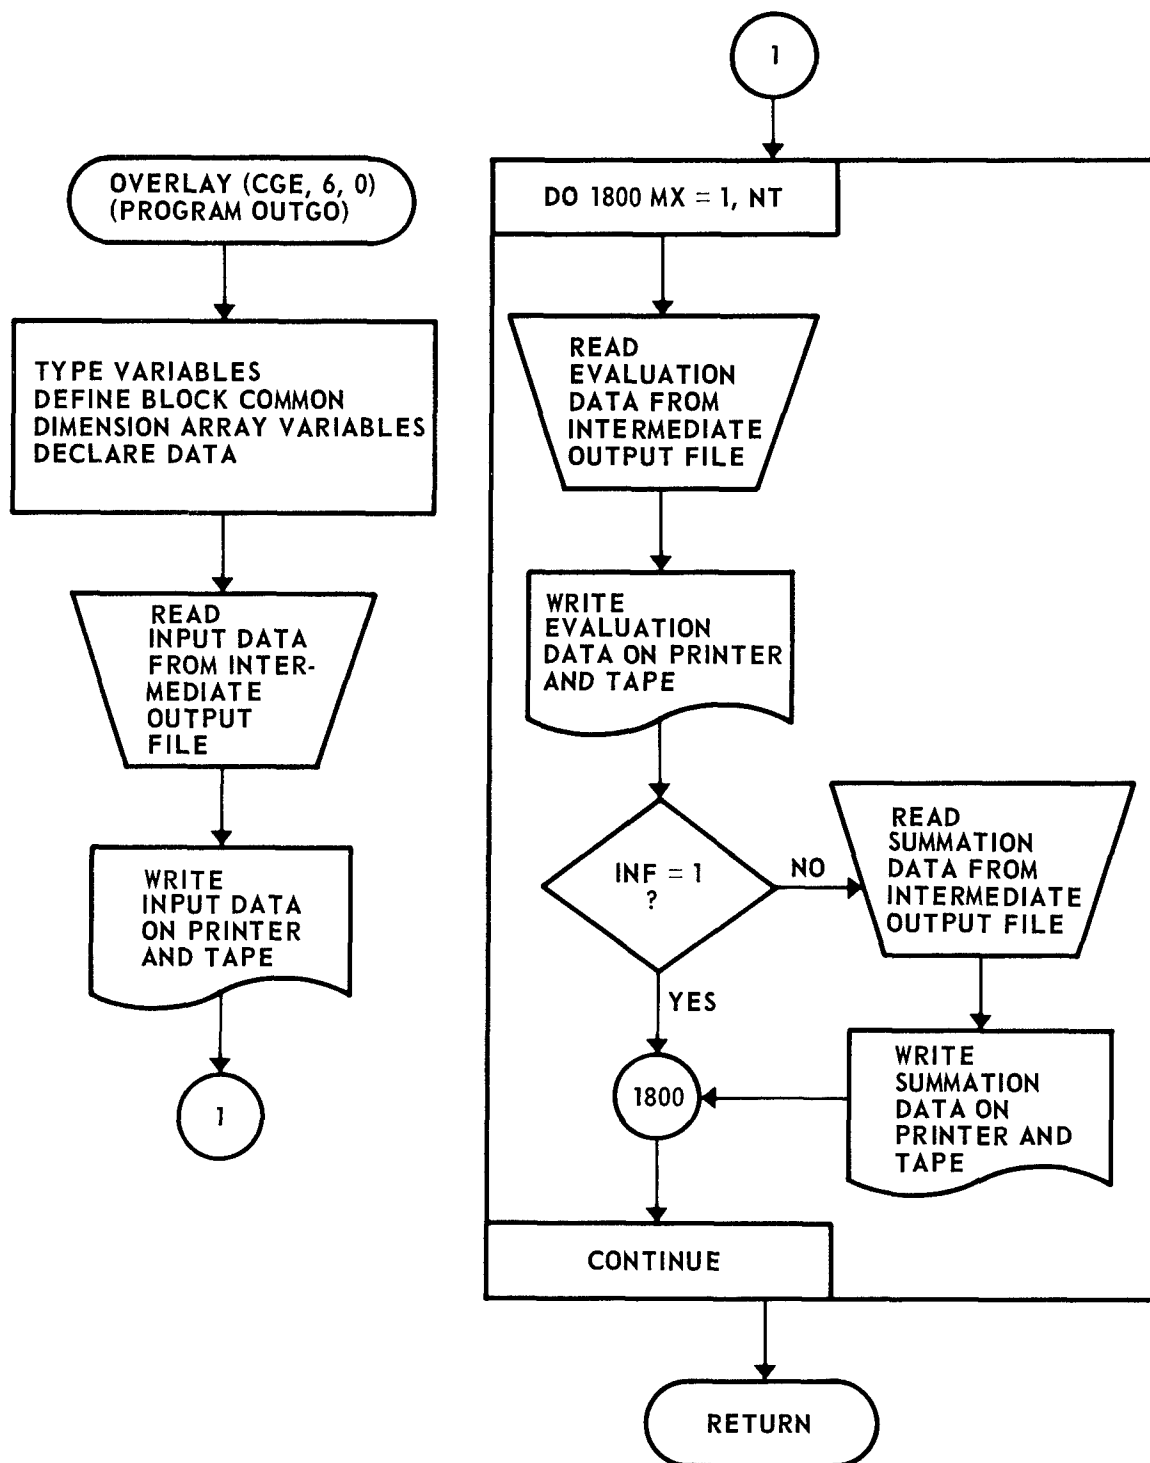 OVERLAY (CGE, 6, 0)
(PROGRAM OUTGO)
TYPE VARIABLES
DEFINE BLOCK COMMON
DIMENSION ARRAY VARIABLES
DECLARE DATA
READ
INPUT DATA
FROM INTER-
MEDIATE
OUTPUT
FILE
WRITE
INPUT DATA
ON PRINTER
AND TAPE
1
1
DO 1800 MX = 1, NT
READ
EVALUATION
DATA FROM
INTERMEDIATE
OUTPUT FILE
WRITE
EVALUATION
DATA ON PRINTER
AND TAPE
INF = 1
?
NO
YES
READ
SUMMATION
DATA FROM
INTERMEDIATE
OUTPUT FILE
WRITE
SUMMATION
DATA ON
PRINTER AND
TAPE
1800
CONTINUE
RETURN